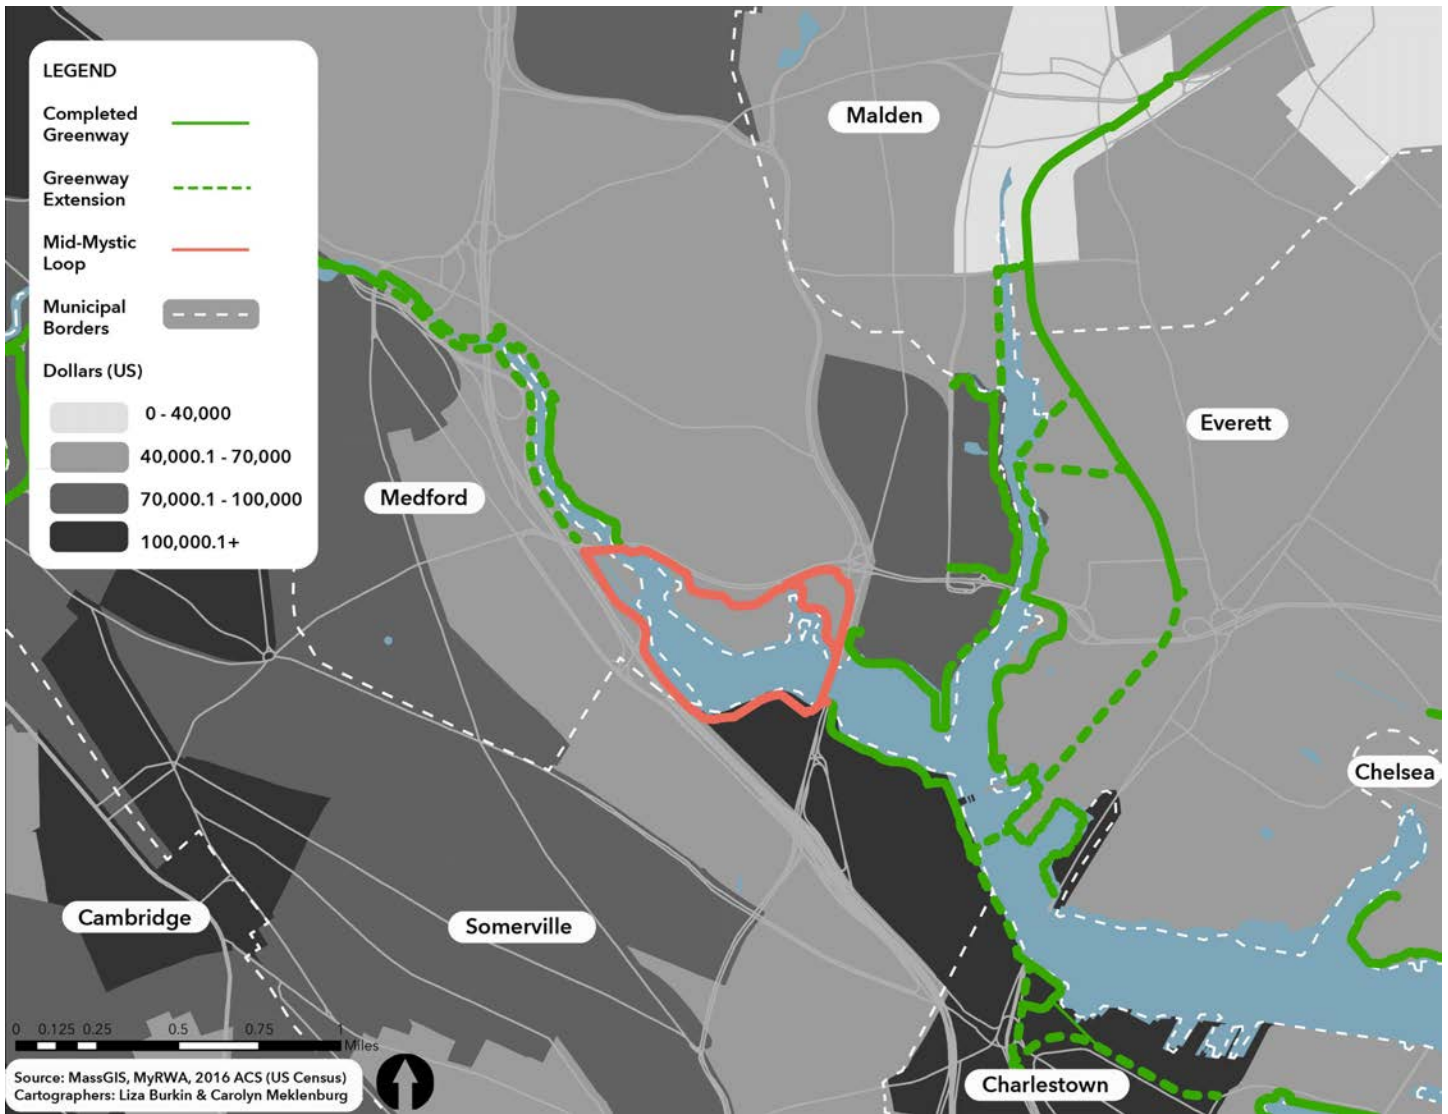 LEGEND
Completed
Greenway
Greenway
Extension
Mid-Mystic
Loop
Municipal
Borders
Dollars (US)
0 - 40,000
40,000.1 - 70,000
70,000.1 - 100,000
100,000.1+
Malden
Everett
Medford
Chelsea
Cambridge
Somerville
Charlestown
0 0.125 0.25 0.5 0.75 1
Miles
Source: MassGIS, MyRWA, 2016 ACS (US Census)
Cartographers: Liza Burkin & Carolyn Meklenburg